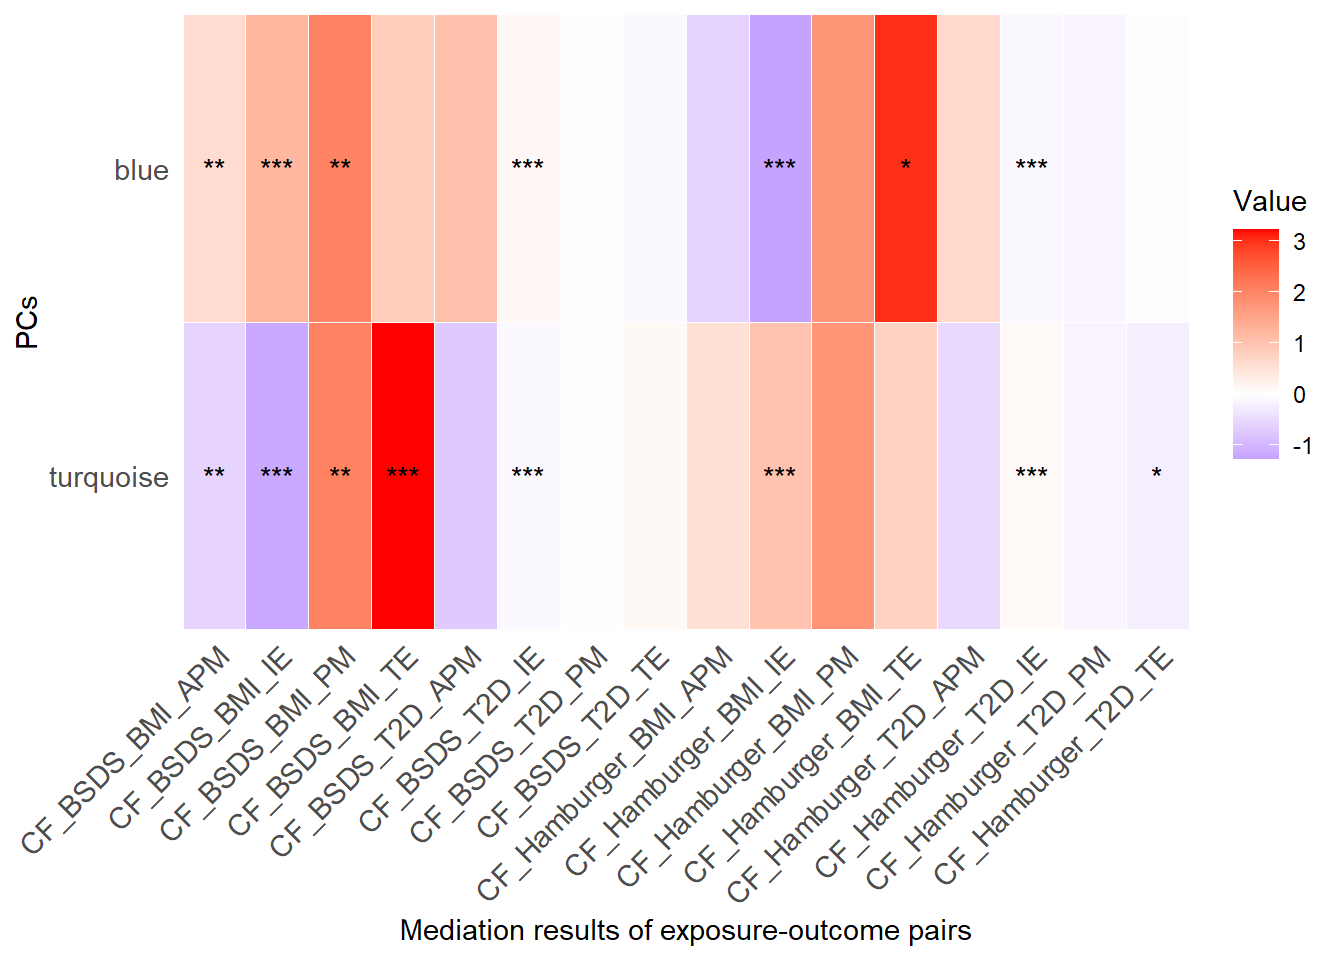 blue
** *** ** *** *** * ***
PCs
turquoise
** *** ** *** *** *** *** *
Value
3
2
1
0
-1
CF_BSDS_BMI_APM
CF_BSDS_BMI_IE
CF_BSDS_BMI_PM
CF_BSDS_BMI_TE
CF_BSDS_T2D_APM
CF_BSDS_T2D_IE
CF_BSDS_T2D_PM
CF_BSDS_T2D_TE
CF_Hamburger_BMI_APM
CF_Hamburger_BMI_IE
CF_Hamburger_BMI_PM
CF_Hamburger_BMI_TE
CF_Hamburger_T2D_APM
CF_Hamburger_T2D_IE
CF_Hamburger_T2D_PM
CF_Hamburger_T2D_TE
Mediation results of exposure-outcome pairs